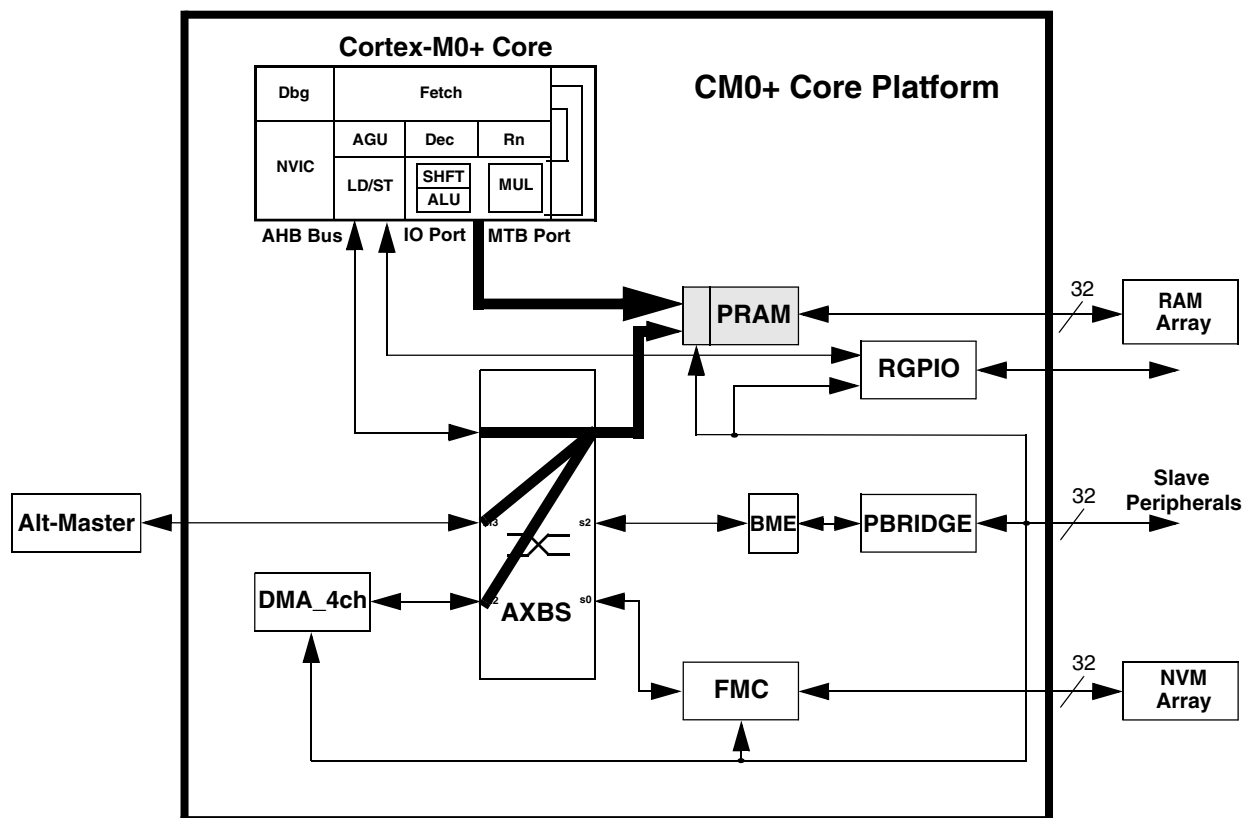 Cortex-M0+ Core
CM0+ Core Platform
Dbg
Fetch
AGU
Dec
Rn
NVIC
LD/ST
SHFT
ALU
MUL
AHB Bus
IO Port
MTB Port
PRAM
32
RAM
Array
RGPIO
Alt-Master
s2
BME
PBRIDGE
32
Slave
Peripherals
DMA_4ch
AXBS
s0
FMC
32
NVM
Array